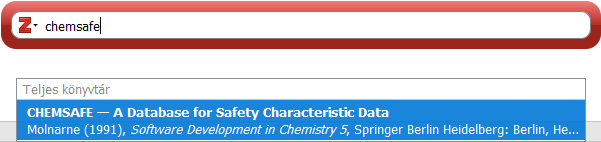 Z chemsafe
Teljes könyvtár
CHEMSAFE — A Database for Safety Characteristic Data
Molnarne (1991), Software Development in Chemistry 5, Springer Berlin Heidelberg: Berlin, He...